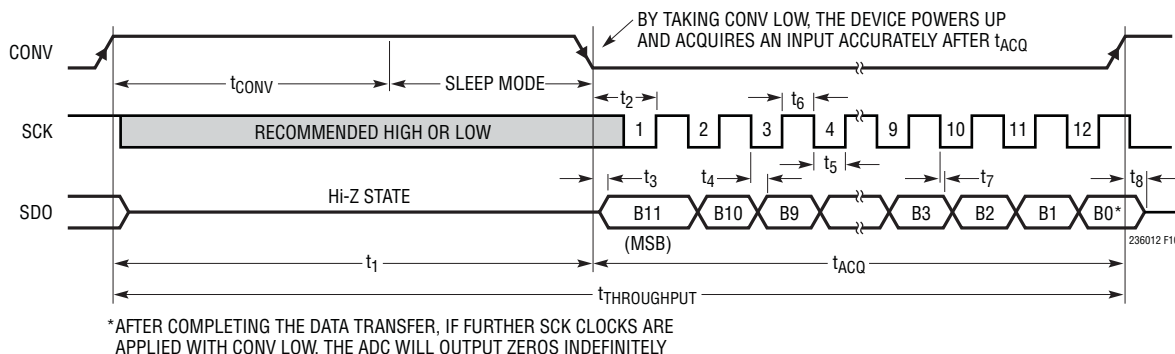 BY TAKING CONV LOW, THE DEVICE POWERS UP
AND ACQUIRES AN INPUT ACCURATELY AFTER tACQ
CONV
tCONV
SLEEP MODE
t2
t6
SCK
RECOMMENDED HIGH OR LOW
1
2
3
4
9
10
11
12
t3
t4
t5
t7
t8
SDO
Hi-Z STATE
B11
B10
B9
B3
B2
B1
B0*
(MSB)
236012 F10
t1
tACQ
tTHROUGHPUT
*AFTER COMPLETING THE DATA TRANSFER, IF FURTHER SCK CLOCKS ARE
APPLIED WITH CONV LOW, THE ADC WILL OUTPUT ZEROS INDEFINITELY